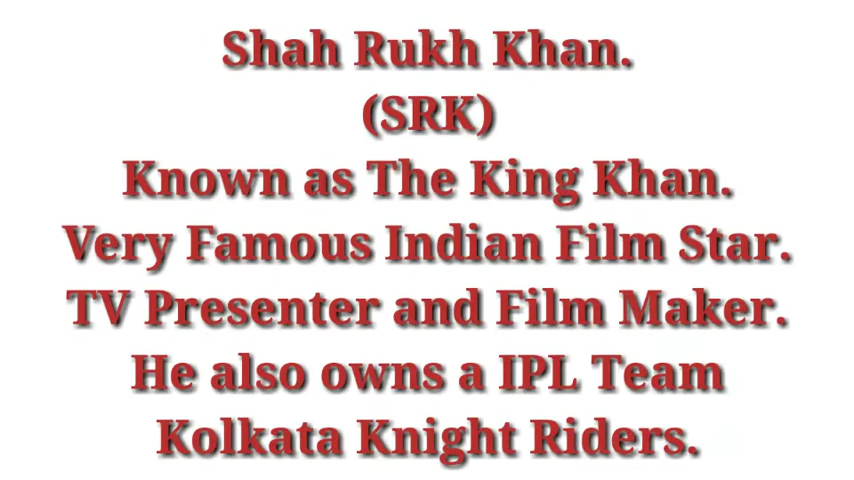 Shah Rukh Khan.
(SRK)
Known as The King Khan.
Very Famous Indian Film Star.
TV Presenter and Film Maker.
He also owns a IPL Team
Kolkata Knight Riders.